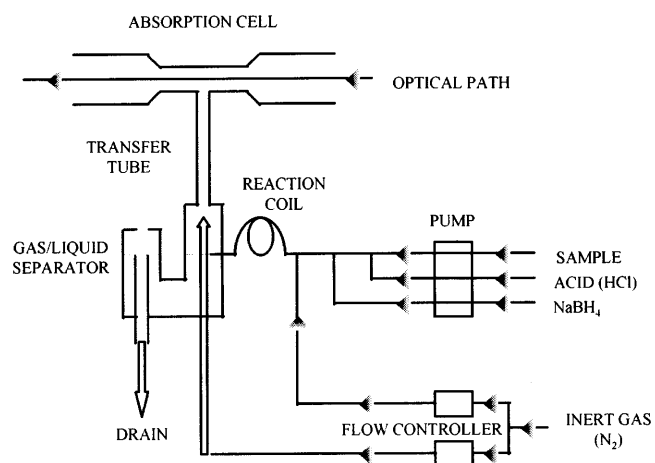 ABSORPTION CELL
OPTICAL PATH
TRANSFER
TUBE
REACTION
COIL
PUMP
GAS/LIQUID
SEPARATOR
SAMPLE
ACID (HCl)
NaBH₄
DRAIN
FLOW CONTROLLER
INERT GAS
(N₂)